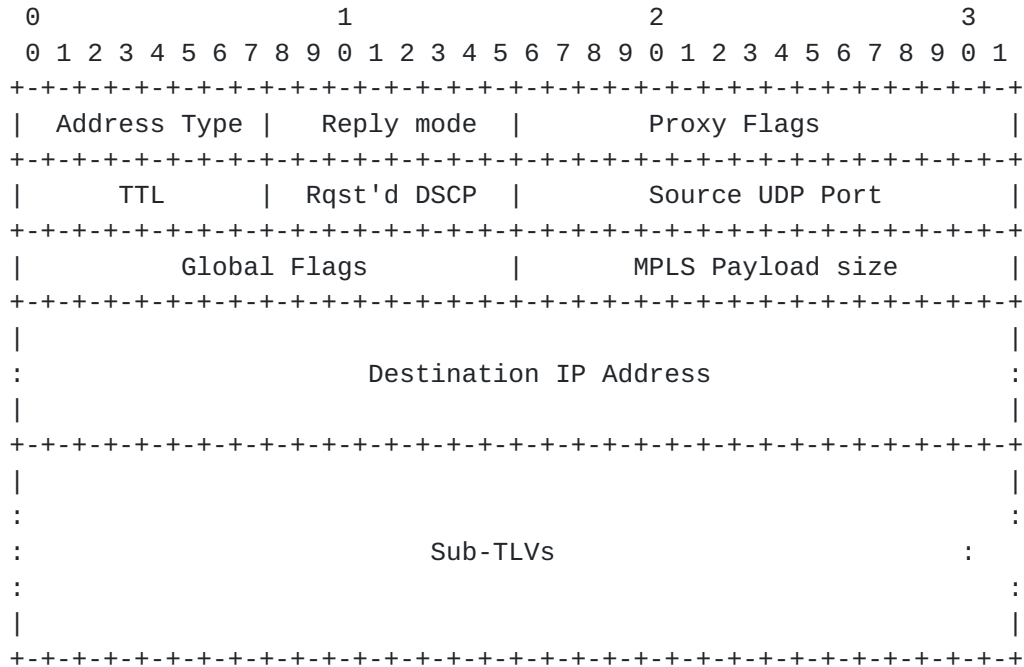 0                   1                   2                   3
 0 1 2 3 4 5 6 7 8 9 0 1 2 3 4 5 6 7 8 9 0 1 2 3 4 5 6 7 8 9 0 1
+-+-+-+-+-+-+-+-+-+-+-+-+-+-+-+-+-+-+-+-+-+-+-+-+-+-+-+-+-+-+-+-+
|  Address Type |   Reply mode  |        Proxy Flags            |
+-+-+-+-+-+-+-+-+-+-+-+-+-+-+-+-+-+-+-+-+-+-+-+-+-+-+-+-+-+-+-+-+
|      TTL      |  Rqst'd DSCP  |        Source UDP Port        |
+-+-+-+-+-+-+-+-+-+-+-+-+-+-+-+-+-+-+-+-+-+-+-+-+-+-+-+-+-+-+-+-+
|          Global Flags         |       MPLS Payload size       |
+-+-+-+-+-+-+-+-+-+-+-+-+-+-+-+-+-+-+-+-+-+-+-+-+-+-+-+-+-+-+-+-+
|                                                               |
:                      Destination IP Address                   :
|                                                               |
+-+-+-+-+-+-+-+-+-+-+-+-+-+-+-+-+-+-+-+-+-+-+-+-+-+-+-+-+-+-+-+-+
|                                                               |
:                                                               :
:                          Sub-TLVs                          :
:                                                               :
|                                                               |
+-+-+-+-+-+-+-+-+-+-+-+-+-+-+-+-+-+-+-+-+-+-+-+-+-+-+-+-+-+-+-+-+